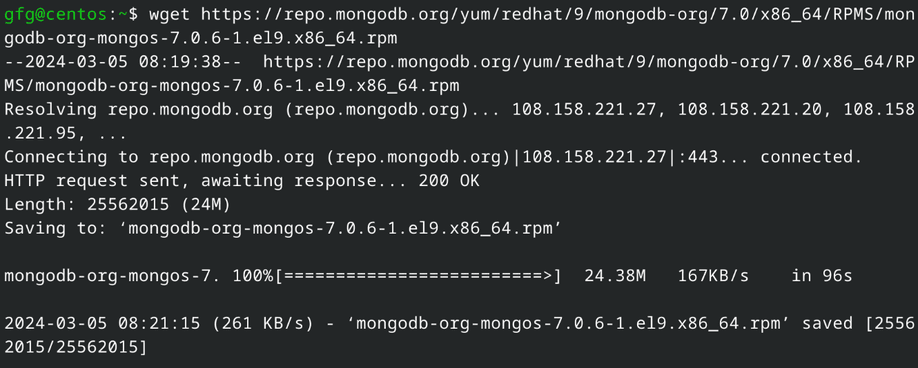 gfg@centos:~$ wget https://repo.mongodb.org/yum/redhat/9/mongodb-org/7.0/x86_64/RPMS/mon
godb-org-mongos-7.0.6-1.el9.x86_64.rpm
--2024-03-05 08:19:38--  https://repo.mongodb.org/yum/redhat/9/mongodb-org/7.0/x86_64/RP
MS/mongodb-org-mongos-7.0.6-1.el9.x86_64.rpm
Resolving repo.mongodb.org (repo.mongodb.org)... 108.158.221.27, 108.158.221.20, 108.158
.221.95, ...
Connecting to repo.mongodb.org (repo.mongodb.org)|108.158.221.27|:443... connected.
HTTP request sent, awaiting response... 200 OK
Length: 25562015 (24M)
Saving to: ‘mongodb-org-mongos-7.0.6-1.el9.x86_64.rpm’
mongodb-org-mongos-7. 100%[=========================>]  24.38M   167KB/s    in 96s
2024-03-05 08:21:15 (261 KB/s) - ‘mongodb-org-mongos-7.0.6-1.el9.x86_64.rpm’ saved [2556
2015/25562015]